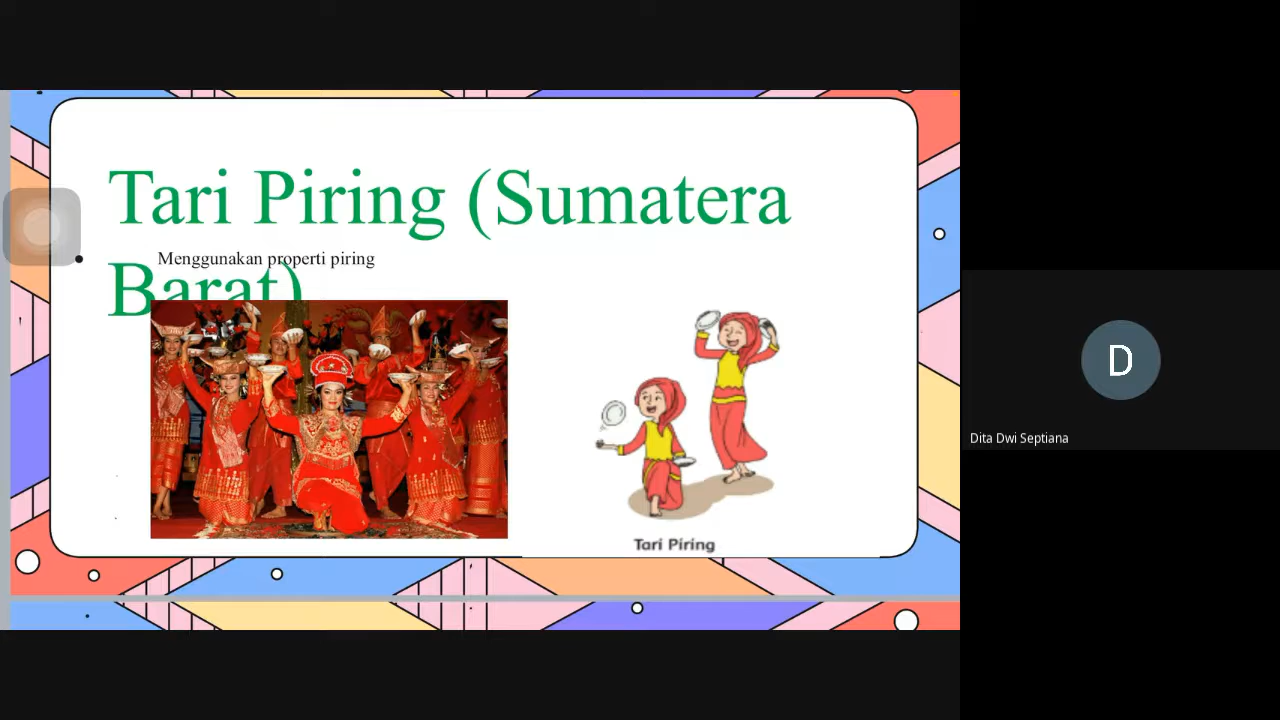 Tari Piring (Sumatera
Barat)
Menggunakan properti piring
Tari Piring
D
Dita Dwi Septiana